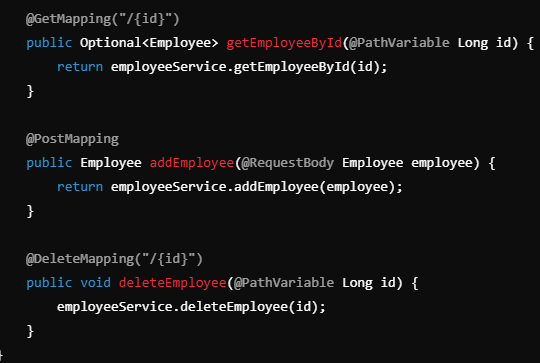 @GetMapping("/{id}")
public Optional<Employee> getEmployeeById(@PathVariable Long id) {
return employeeService.getEmployeeById(id);
}
@PostMapping
public Employee addEmployee(@RequestBody Employee employee) {
return employeeService.addEmployee(employee);
}
@DeleteMapping("/{id}")
public void deleteEmployee(@PathVariable Long id) {
employeeService.deleteEmployee(id);
}
}